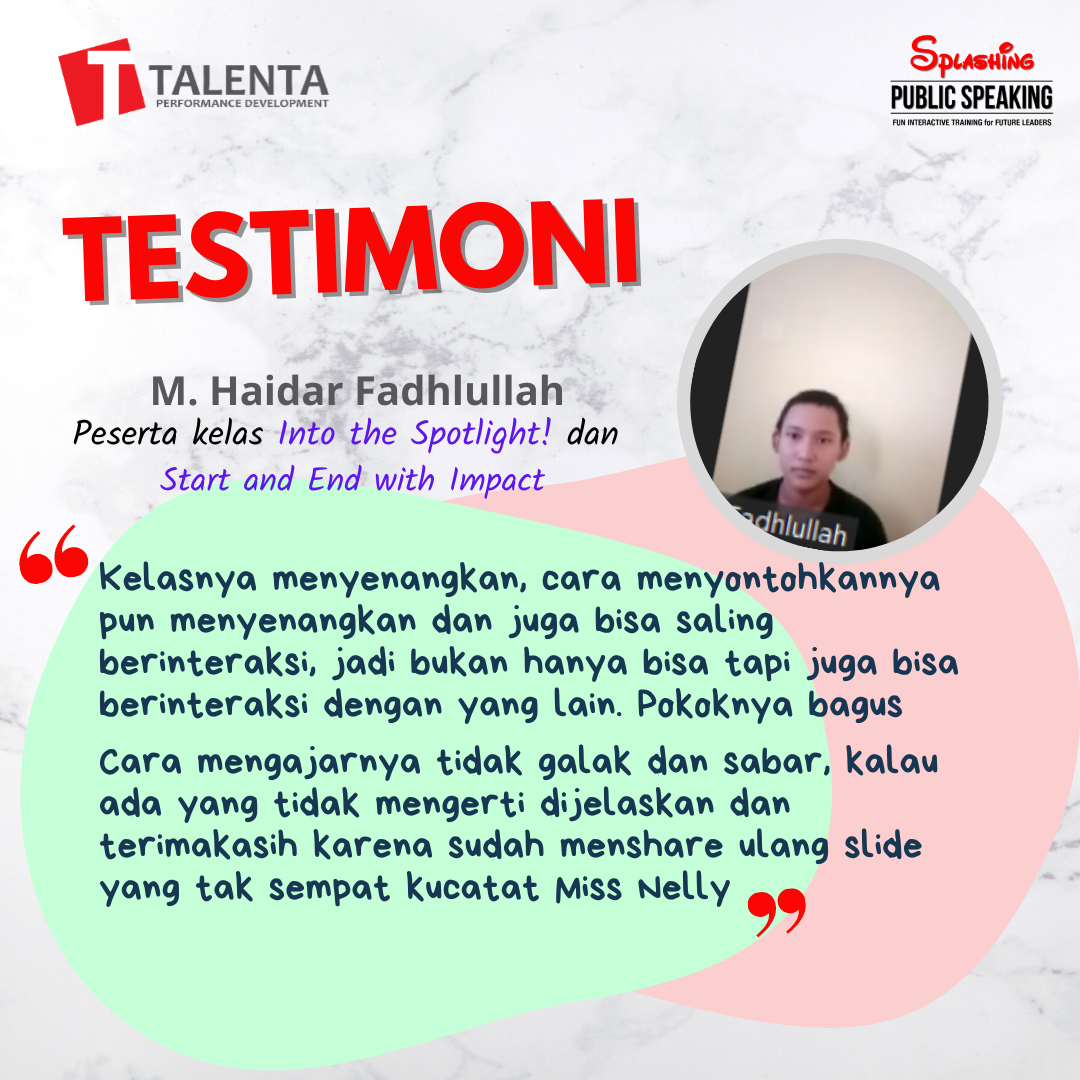 TALENTA
PERFORMANCE DEVELOPMENT
SPLASHING
PUBLIC SPEAKING
FUN INTERACTIVE TRAINING for FUTURE LEADERS
TESTIMONI
M. Haidar Fadhlullah
Peserta kelas Into the Spotlight! dan
Start and End with Impact
Fadhlullah
“Kelasnya menyenangkan, cara menyontohkannya
pun menyenangkan dan juga bisa saling
berinteraksi, jadi bukan hanya bisa tapi juga bisa
berinteraksi dengan yang lain. Pokoknya bagus
Cara mengajarnya tidak galak dan sabar, kalau
ada yang tidak mengerti dijelaskan dan
terimakasih karena sudah menshare ulang slide
yang tak sempat kucatat Miss Nelly”